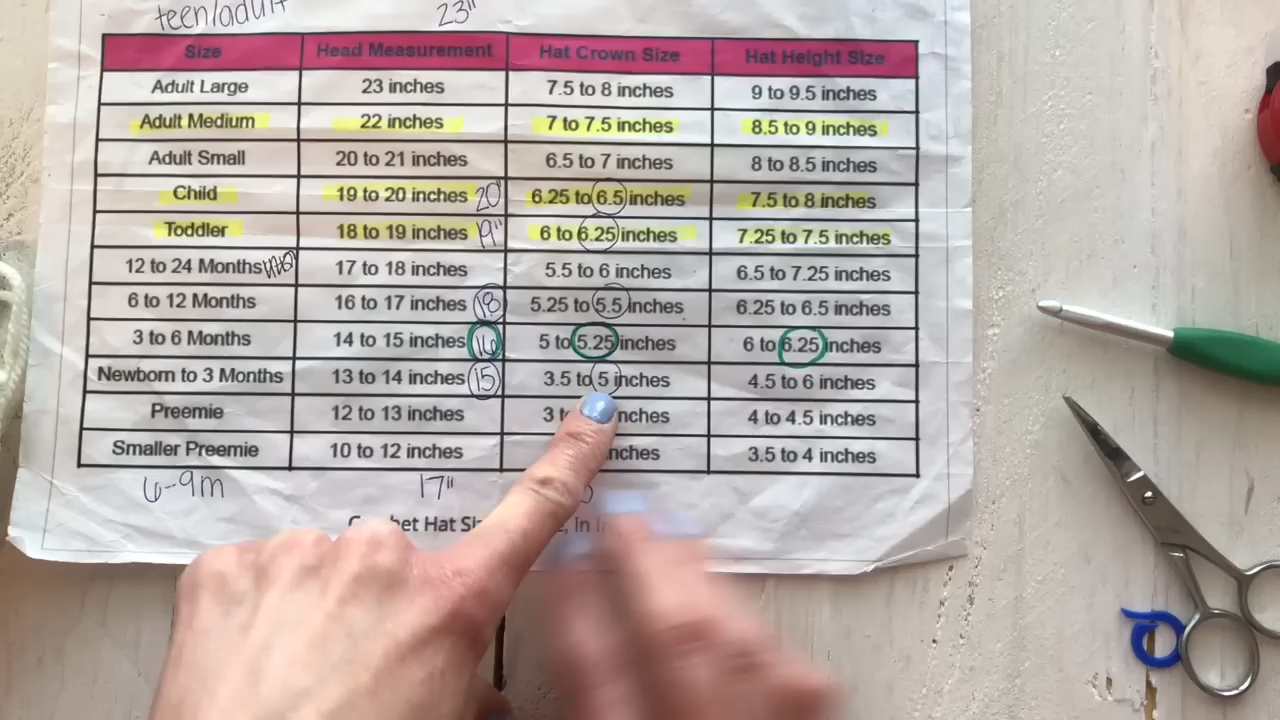 teen/adult 23"
Size Head Measurement Hat Crown Size Hat Height Size
Adult Large 23 inches 7.5 to 8 inches 9 to 9.5 inches
Adult Medium 22 inches 7 to 7.5 inches 8.5 to 9 inches
Adult Small 20 to 21 inches 6.5 to 7 inches 8 to 8.5 inches
Child 19 to 20 inches 20" 6.25 to 6.5 inches 7.5 to 8 inches
Toddler 18 to 19 inches 19" 6 to 6.25 inches 7.25 to 7.5 inches
12 to 24 Months 17 to 18 inches 5.5 to 6 inches 6.5 to 7.25 inches
6 to 12 Months 16 to 17 inches 18 5.25 to 5.5 inches 6.25 to 6.5 inches
3 to 6 Months 14 to 15 inches 16 5 to 5.25 inches 6 to 6.25 inches
Newborn to 3 Months 13 to 14 inches 15 3.5 to 5 inches 4.5 to 6 inches
Preemie 12 to 13 inches 3 inches 4 to 4.5 inches
Smaller Preemie 10 to 12 inches inches 3.5 to 4 inches
6-9m 17"
Hat